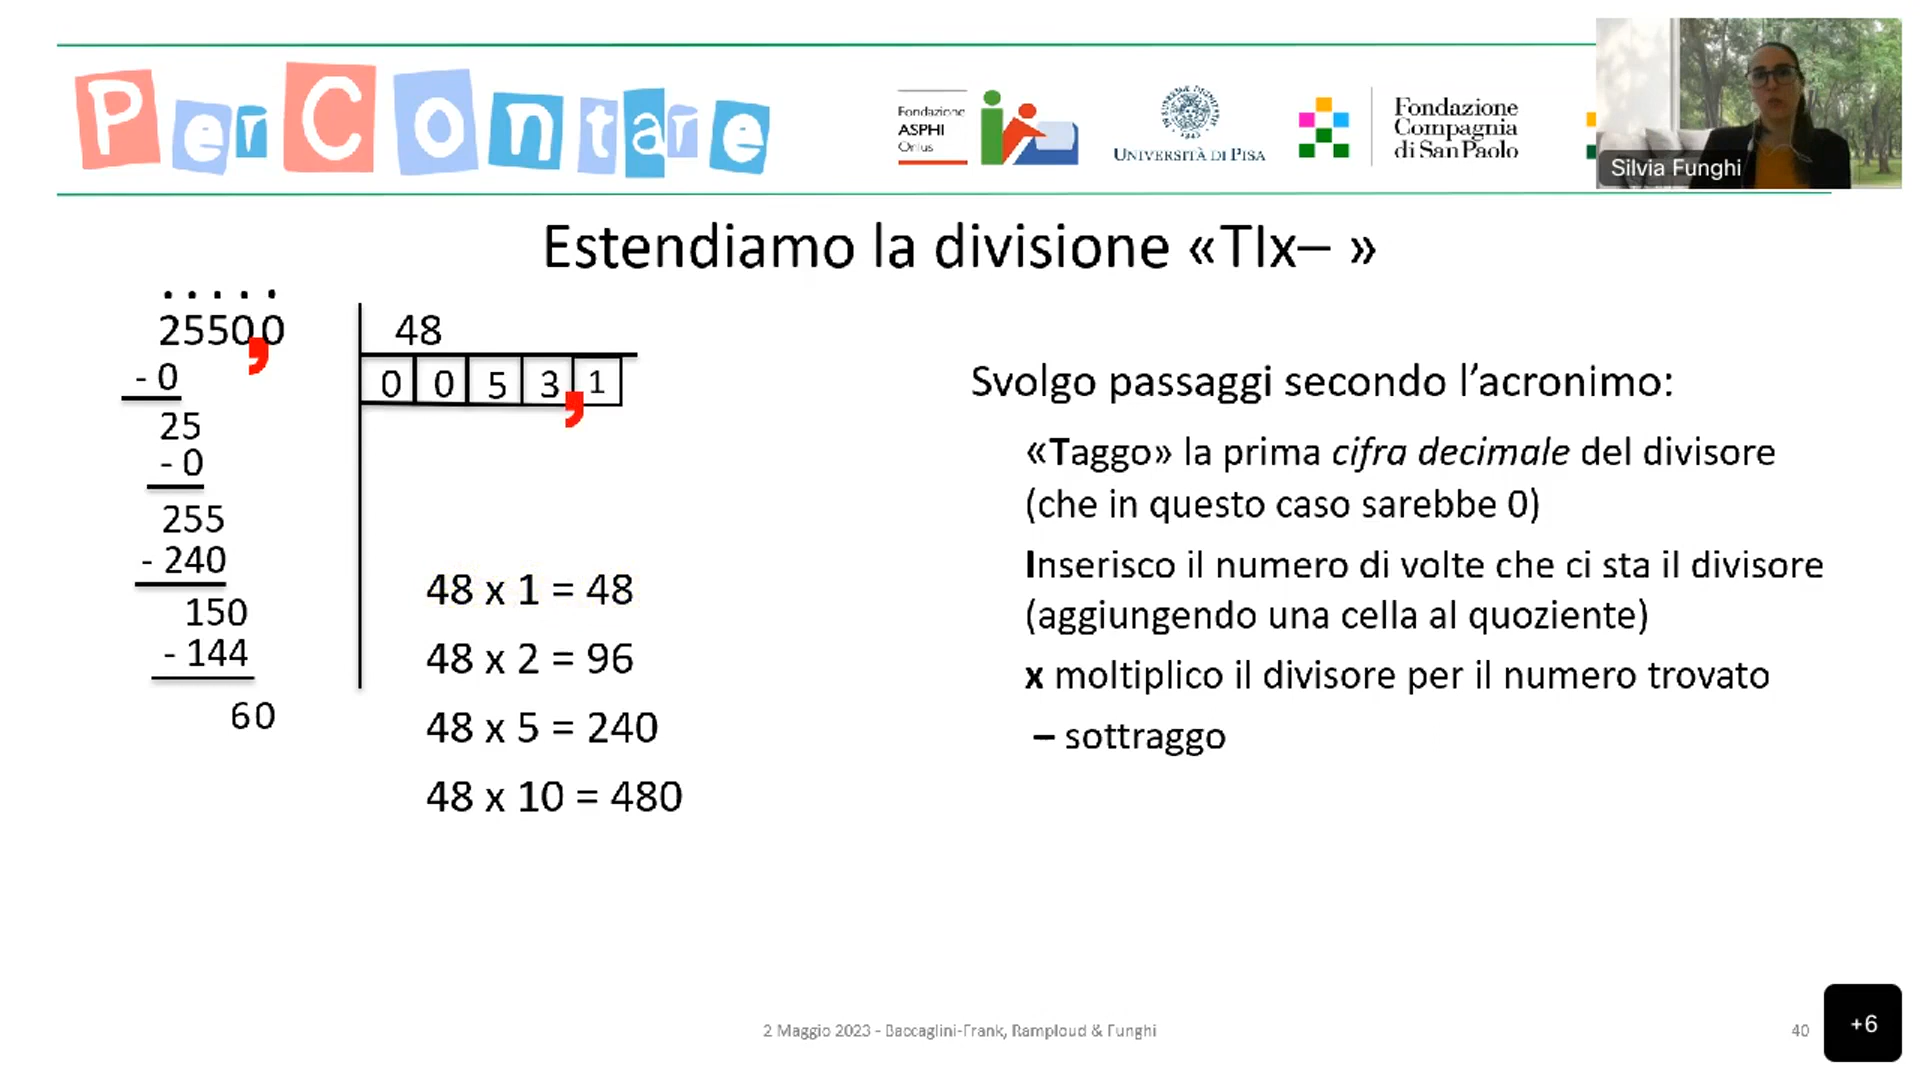 PerContare
Fondazione
ASPHI
Onlus
UNIVERSITÀ DI PISA
Fondazione
Compagnia
di San Paolo
Silvia Funghi
Estendiamo la divisione «TIx– »
. . . . .
2550,0
- 0
25
- 0
255
- 240
150
- 144
60
48
0 0 5 3, 1
48 x 1 = 48
48 x 2 = 96
48 x 5 = 240
48 x 10 = 480
Svolgo passaggi secondo l’acronimo:
«Taggo» la prima cifra decimale del divisore
(che in questo caso sarebbe 0)
Inserisco il numero di volte che ci sta il divisore
(aggiungendo una cella al quoziente)
x moltiplico il divisore per il numero trovato
– sottraggo
2 Maggio 2023 - Baccaglini-Frank, Ramploud & Funghi
40
+6